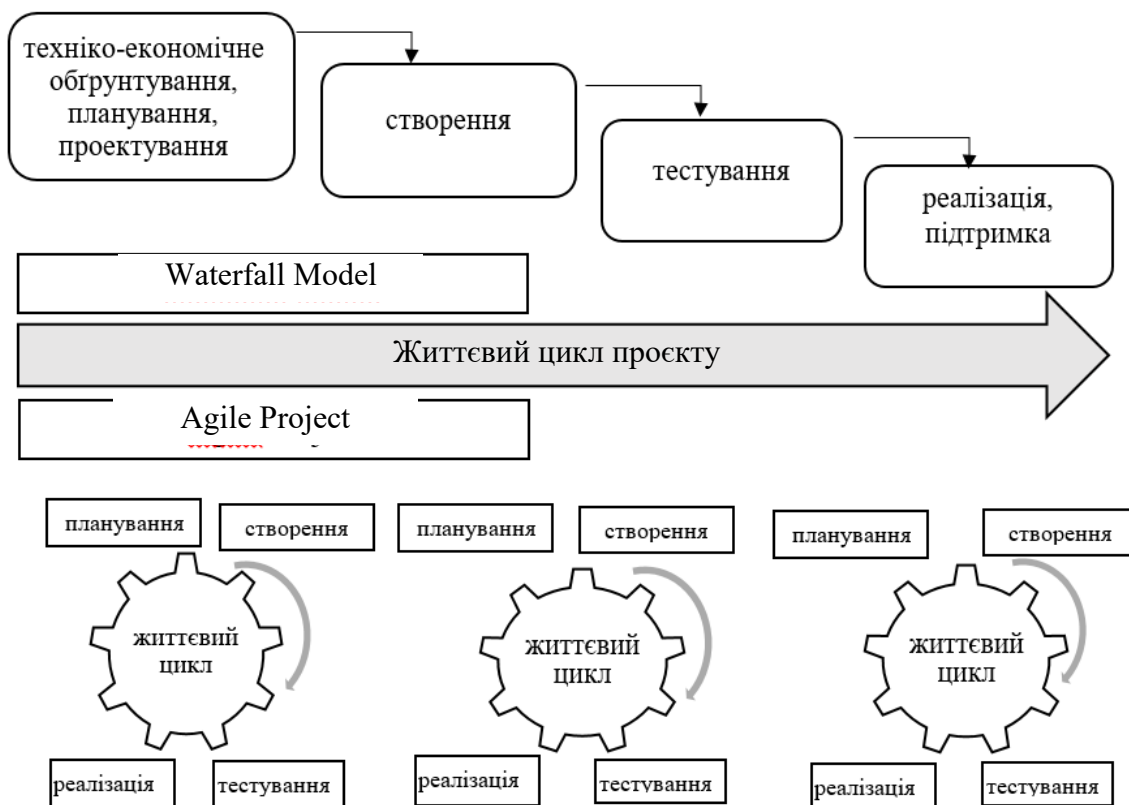 техніко-економічне
обґрунтування,
планування,
проектування
створення
тестування
реалізація,
підтримка
Waterfall Model
Життєвий цикл проєкту
Agile Project
планування
створення
життєвий
цикл
реалізація
тестування
планування
створення
життєвий
цикл
реалізація
тестування
планування
створення
життєвий
цикл
реалізація
тестування